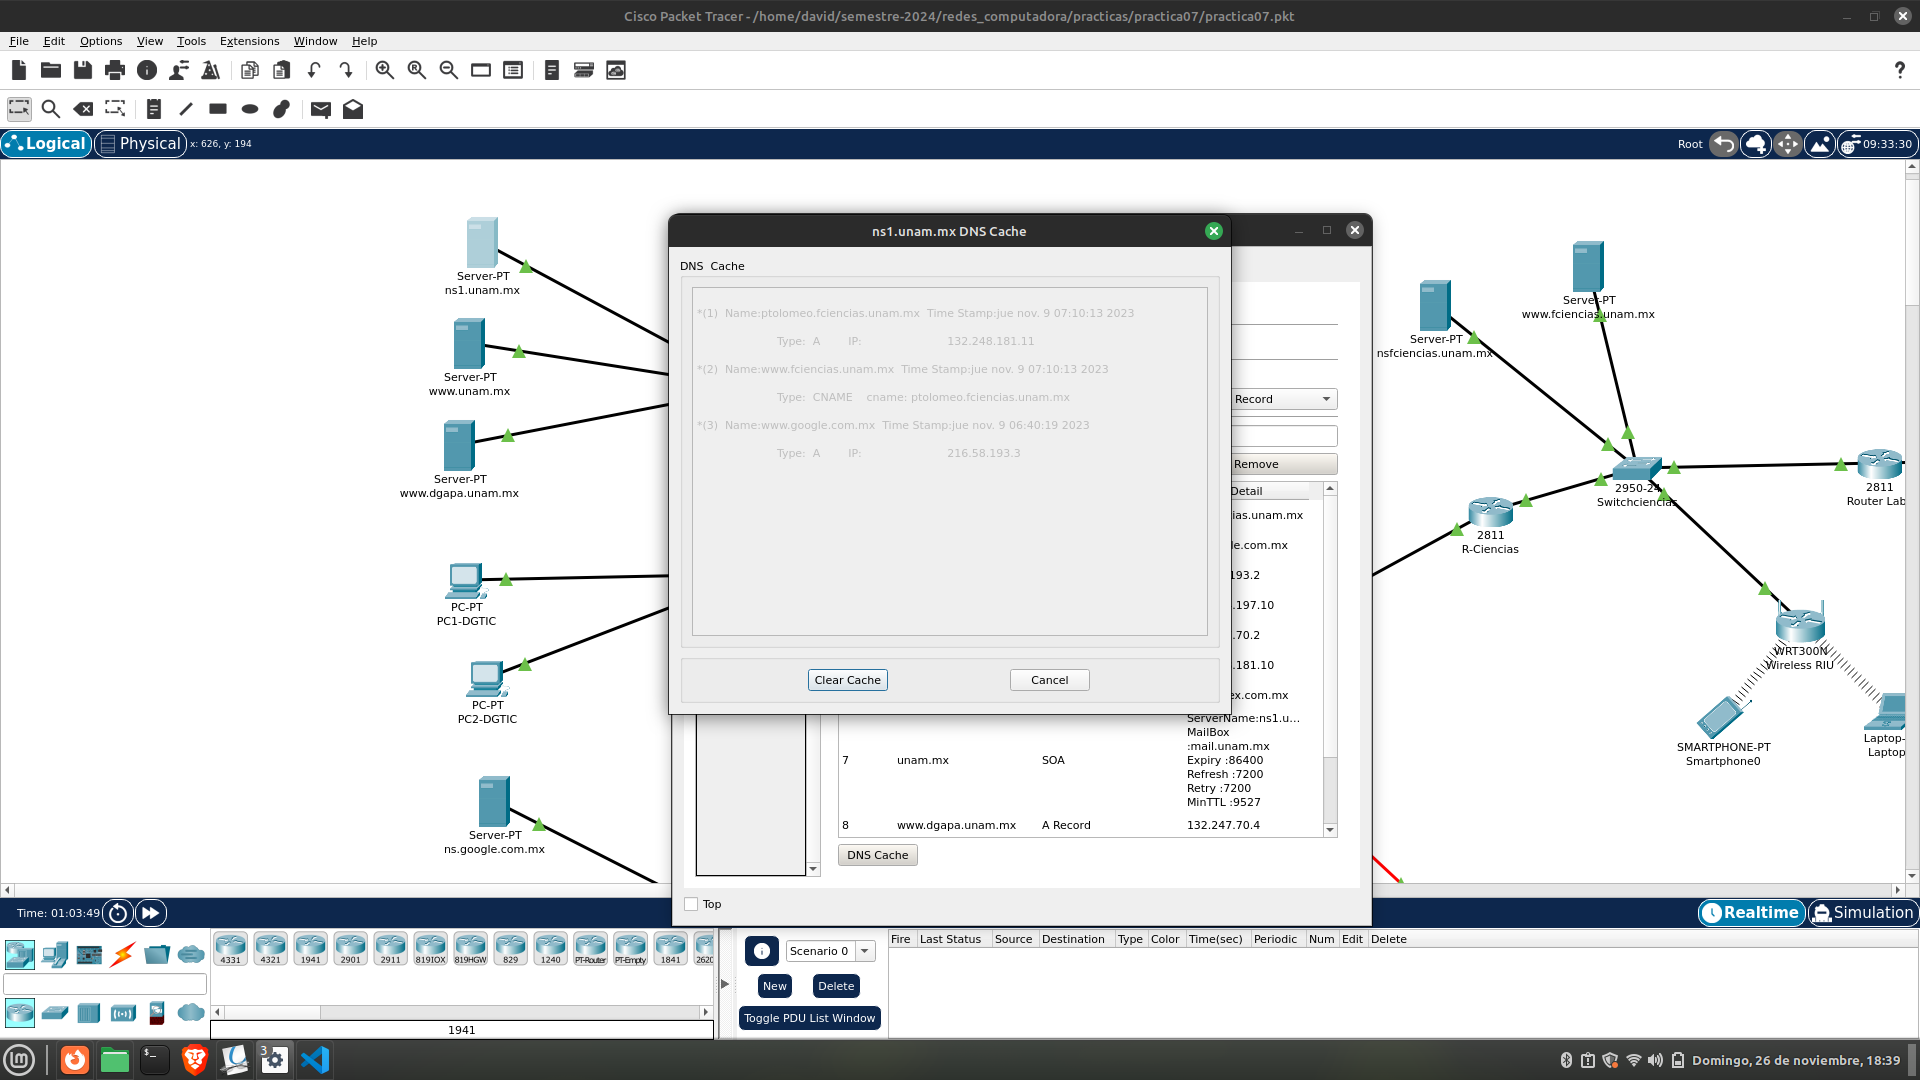 Cisco Packet Tracer - /home/david/semestre-2024/redes_computadora/practicas/practica07/practica07.pkt
File Edit Options View Tools Extensions Window Help
?
Logical Physical x: 626, y: 194
Root 09:33:30
Server-PT
ns1.unam.mx
Server-PT
www.unam.mx
Server-PT
www.dgapa.unam.mx
PC-PT
PC1-DGTIC
PC-PT
PC2-DGTIC
Server-PT
ns.google.com.mx
ns1.unam.mx DNS Cache
DNS Cache
*(1) Name:ptolomeo.fciencias.unam.mx Time Stamp:jue nov. 9 07:10:13 2023
Type: A IP: 132.248.181.11
*(2) Name:www.fciencias.unam.mx Time Stamp:jue nov. 9 07:10:13 2023
Type: CNAME cname: ptolomeo.fciencias.unam.mx
*(3) Name:www.google.com.mx Time Stamp:jue nov. 9 06:40:19 2023
Type: A IP: 216.58.193.3
Clear Cache Cancel
Record
Remove
Detail
ias.unam.mx
le.com.mx
193.2
.197.10
.70.2
.181.10
ex.com.mx
7 unam.mx SOA
ServerName:ns1.u...
MailBox
:mail.unam.mx
Expiry :86400
Refresh :7200
Retry :7200
MinTTL :9527
8 www.dgapa.unam.mx A Record 132.247.70.4
DNS Cache
Top
Server-PT
nsfciencias.unam.mx
Server-PT
www.fciencias.unam.mx
2950-24
Switchciencias
2811
Router Lab
2811
R-Ciencias
WRT300N
Wireless RIU
SMARTPHONE-PT
Smartphone0
Laptop-
Laptop
Time: 01:03:49
Realtime Simulation
4331 4321 1941 2901 2911 819IOX 819HGW 829 1240 PT-Router PT-Empty 1841 2620
1941
Scenario 0
New Delete
Toggle PDU List Window
Fire Last Status Source Destination Type Color Time(sec) Periodic Num Edit Delete
3
Domingo, 26 de noviembre, 18:39